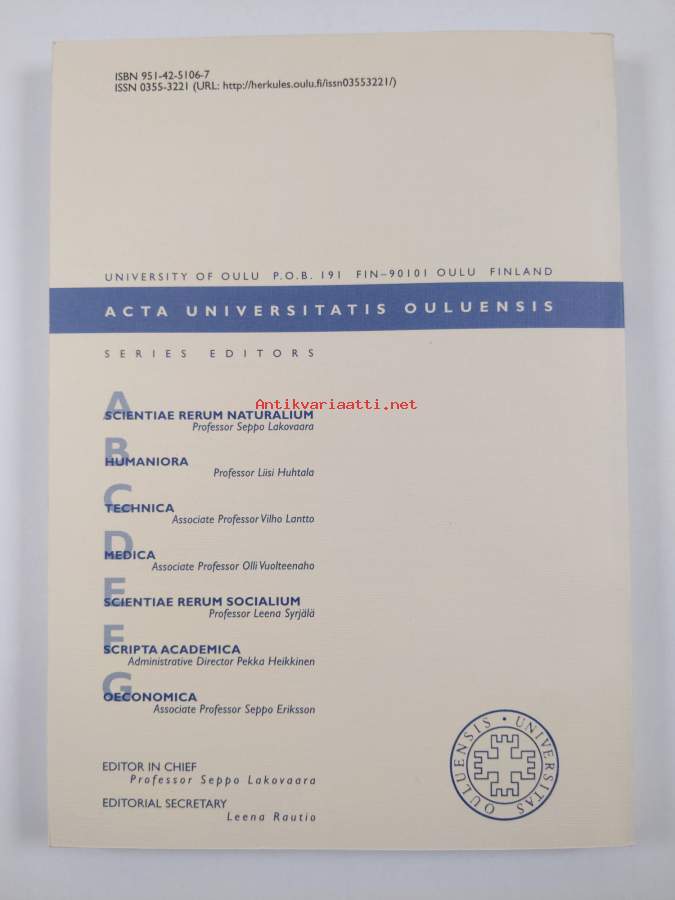 ISBN 951-42-5106-7
ISSN 0355-3221 (URL: http://herkules.oulu.fi/issn03553221/)
UNIVERSITY OF OULU P.O.B. 191 FIN–90101 OULU FINLAND
ACTA UNIVERSITATIS OULUENSIS
SERIES EDITORS
Antikvariaatti.net
A
SCIENTIAE RERUM NATURALIUM
Professor Seppo Lakovaara
B
HUMANIORA
Professor Liisi Huhtala
C
TECHNICA
Associate Professor Vilho Lantto
D
MEDICA
Associate Professor Olli Vuolteenaho
E
SCIENTIAE RERUM SOCIALIUM
Professor Leena Syrjälä
F
SCRIPTA ACADEMICA
Administrative Director Pekka Heikkinen
G
OECONOMICA
Associate Professor Seppo Eriksson
EDITOR IN CHIEF
Professor Seppo Lakovaara
EDITORIAL SECRETARY
Leena Rautio
UNIVERSITAS OULUENSIS